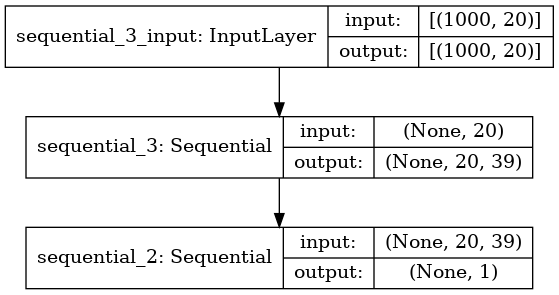 sequential_3_input: InputLayer
input: [(1000, 20)]
output: [(1000, 20)]
sequential_3: Sequential
input: (None, 20)
output: (None, 20, 39)
sequential_2: Sequential
input: (None, 20, 39)
output: (None, 1)